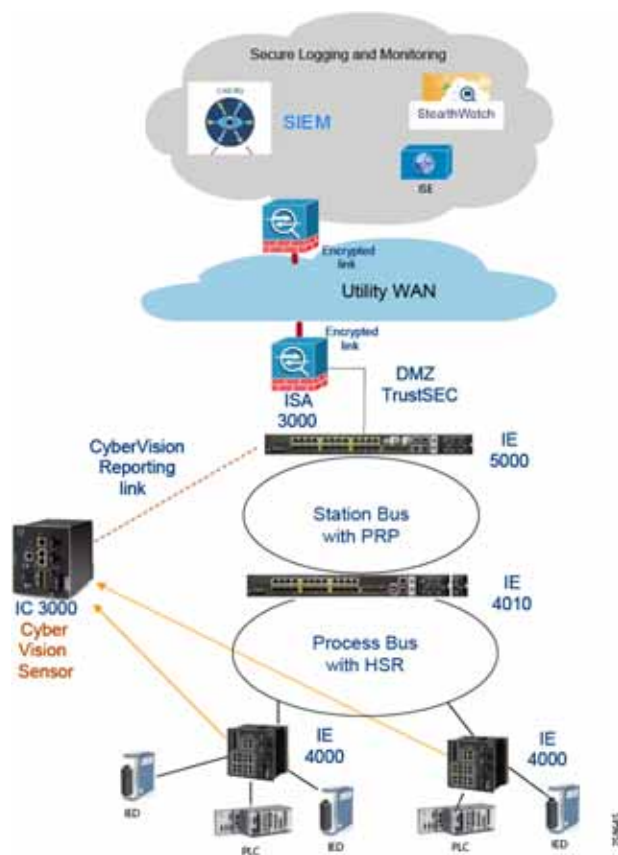 Secure Logging and Monitoring
SIEM
StealthWatch
ISE
Encrypted
link
Utility WAN
Encrypted
link
ISA
3000
DMZ
TrustSEC
CyberVision
Reporting
link
IE
5000
Station Bus
with PRP
IC 3000
Cyber
Vision
Sensor
IE
4010
Process Bus
with HSR
IE
4000
IE
4000
IED
PLC
IED
PLC
IED